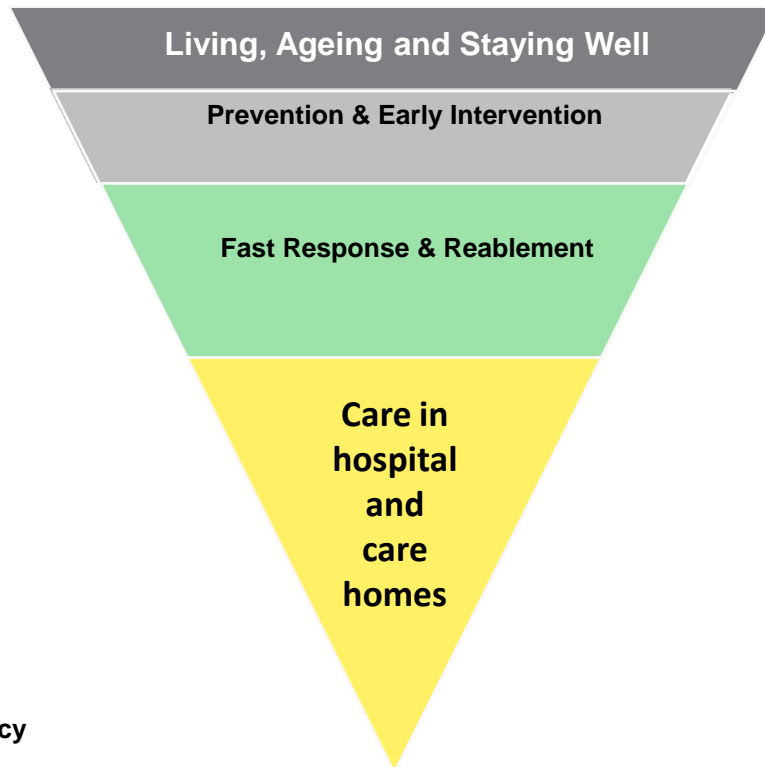 Living, Ageing and Staying Well
Prevention & Early Intervention
Fast Response & Reablement
Care in
hospital
and
care
homes
cy